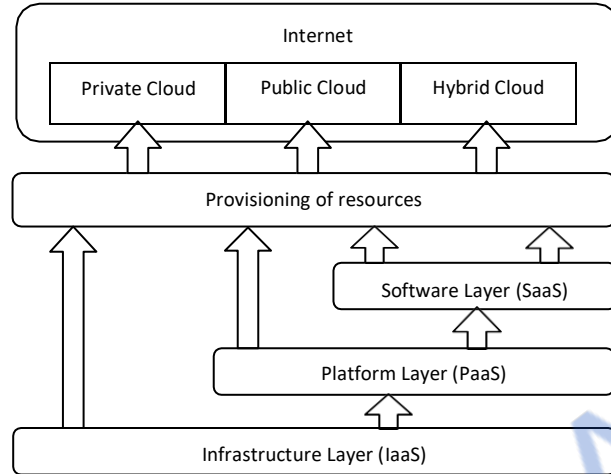 Internet
Private Cloud
Public Cloud
Hybrid Cloud
Provisioning of resources
Software Layer (SaaS)
Platform Layer (PaaS)
Infrastructure Layer (IaaS)